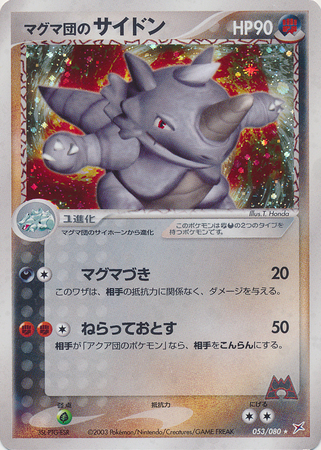 マグマ団のサイドン HP90
Illus.T. Honda
1進化
マグマ団のサイホーンから進化
このポケモンは の2つのタイプを
持つポケモンです。
マグマづき 20
このワザは、相手の抵抗力に関係なく、ダメージを与える。
ねらっておとす 50
相手が「アクア団のポケモン」なら、相手をこんらんにする。
弱点 抵抗力 にげる
©2003 Pokémon/Nintendo/Creatures/GAME FREAK
053/080 ★